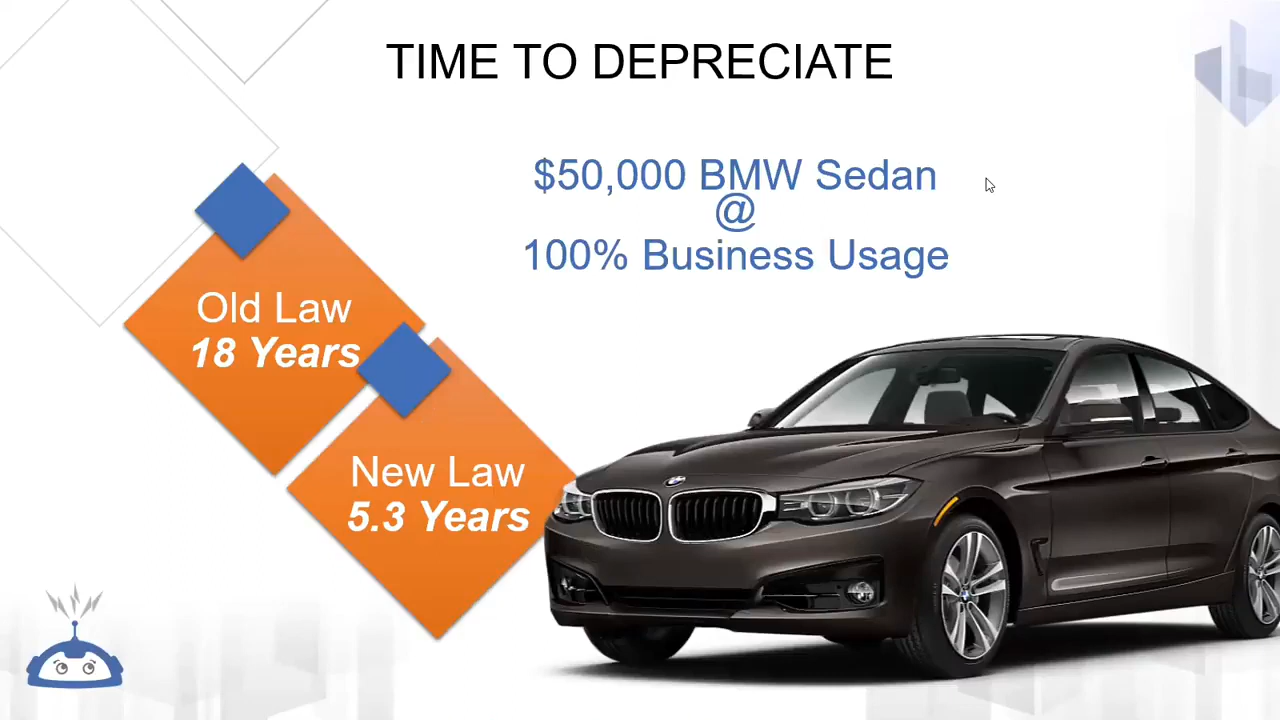 TIME TO DEPRECIATE
$50,000 BMW Sedan
@
100% Business Usage
Old Law
18 Years
New Law
5.3 Years